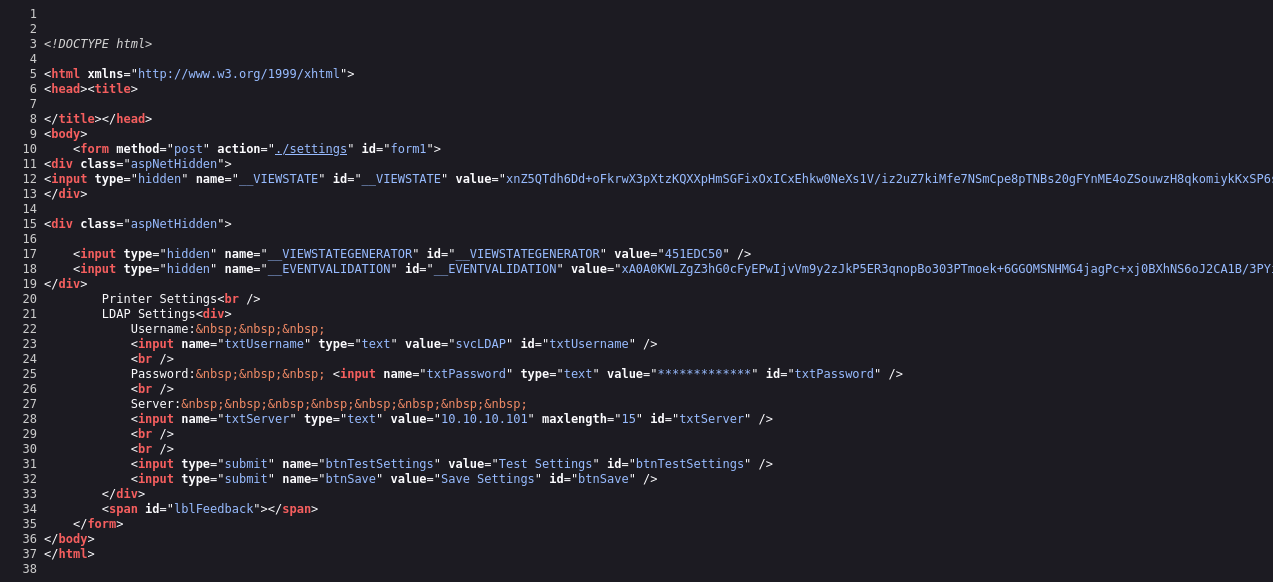 1
2
3 <!DOCTYPE html>
4
5 <html xmlns="http://www.w3.org/1999/xhtml">
6 <head><title>
7
8 </title></head>
9 <body>
10     <form method="post" action="./settings" id="form1">
11 <div class="aspNetHidden">
12 <input type="hidden" name="__VIEWSTATE" id="__VIEWSTATE" value="xnZ5QTdh6Dd+oFkrwX3pXtzKQXXpHmSGFixOxICxEhkw0NeXs1V/iz2uZ7kiMfe7NSmCpe8pTNBs20gFYnME4oZSouwzH8qkomiykKxSP6
13 </div>
14
15 <div class="aspNetHidden">
16
17     <input type="hidden" name="__VIEWSTATEGENERATOR" id="__VIEWSTATEGENERATOR" value="451EDC50" />
18     <input type="hidden" name="__EVENTVALIDATION" id="__EVENTVALIDATION" value="xA0A0KWLZgZ3hG0cFyEPwIjvVm9y2zJkP5ER3qnopBo303PTmoek+6GGOMSNHMG4jagPc+xj0BXhNS6oJ2CA1B/3PY
19 </div>
20         Printer Settings<br />
21         LDAP Settings<div>
22             Username:&nbsp;&nbsp;&nbsp;
23             <input name="txtUsername" type="text" value="svcLDAP" id="txtUsername" />
24             <br />
25             Password:&nbsp;&nbsp;&nbsp; <input name="txtPassword" type="text" value="*************" id="txtPassword" />
26             <br />
27             Server:&nbsp;&nbsp;&nbsp;&nbsp;&nbsp;&nbsp;&nbsp;&nbsp;
28             <input name="txtServer" type="text" value="10.10.10.101" maxlength="15" id="txtServer" />
29             <br />
30             <br />
31             <input type="submit" name="btnTestSettings" value="Test Settings" id="btnTestSettings" />
32             <input type="submit" name="btnSave" value="Save Settings" id="btnSave" />
33         </div>
34         <span id="lblFeedback"></span>
35     </form>
36 </body>
37 </html>
38